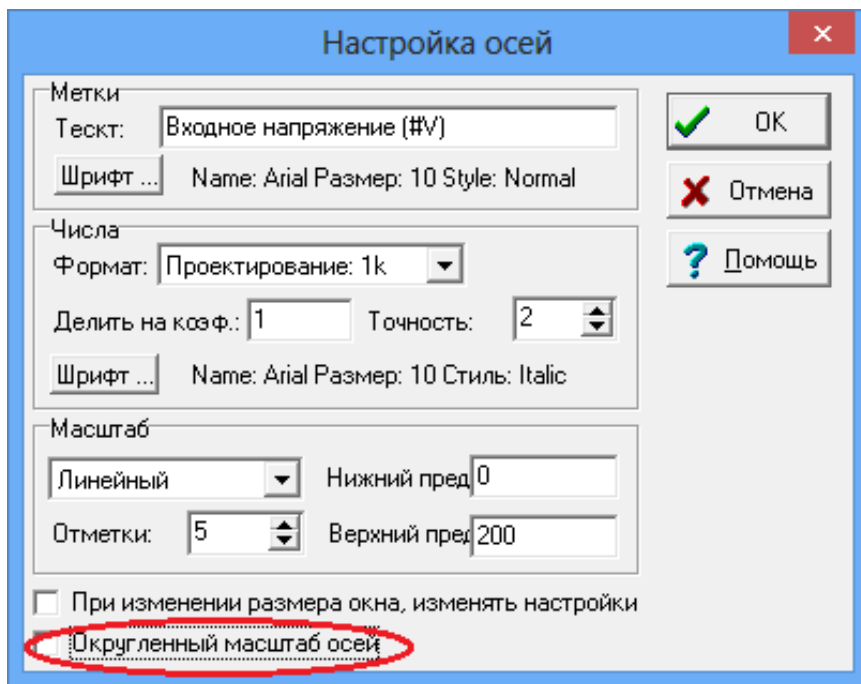 Настройка осей
Метки
Тескт: Входное напряжение (#V)
OK
Шрифт ... Name: Arial Размер: 10 Style: Normal
Отмена
Числа
Формат: Проектирование: 1k
Помощь
Делить на коэф.: 1 Точность: 2
Шрифт ... Name: Arial Размер: 10 Стиль: Italic
Масштаб
Линейный Нижний пред 0
Отметки: 5 Верхний пред 200
При изменении размера окна, изменять настройки
Округленный масштаб осей